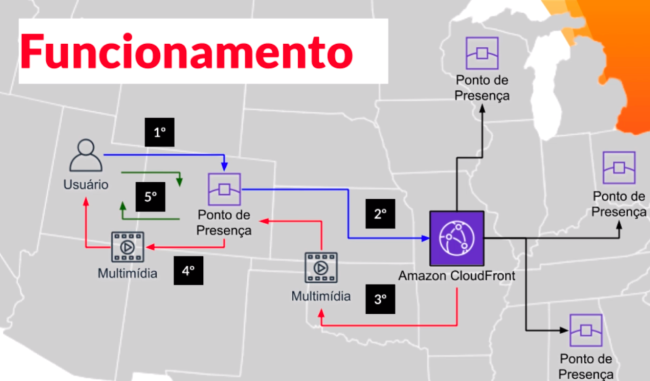 Funcionamento
Ponto de
Presença
1º
Usuário
5º
Ponto de
Presença
2º
Ponto de
Presença
Multimídia
4º
Multimídia
3º
Amazon CloudFront
Ponto de
Presença